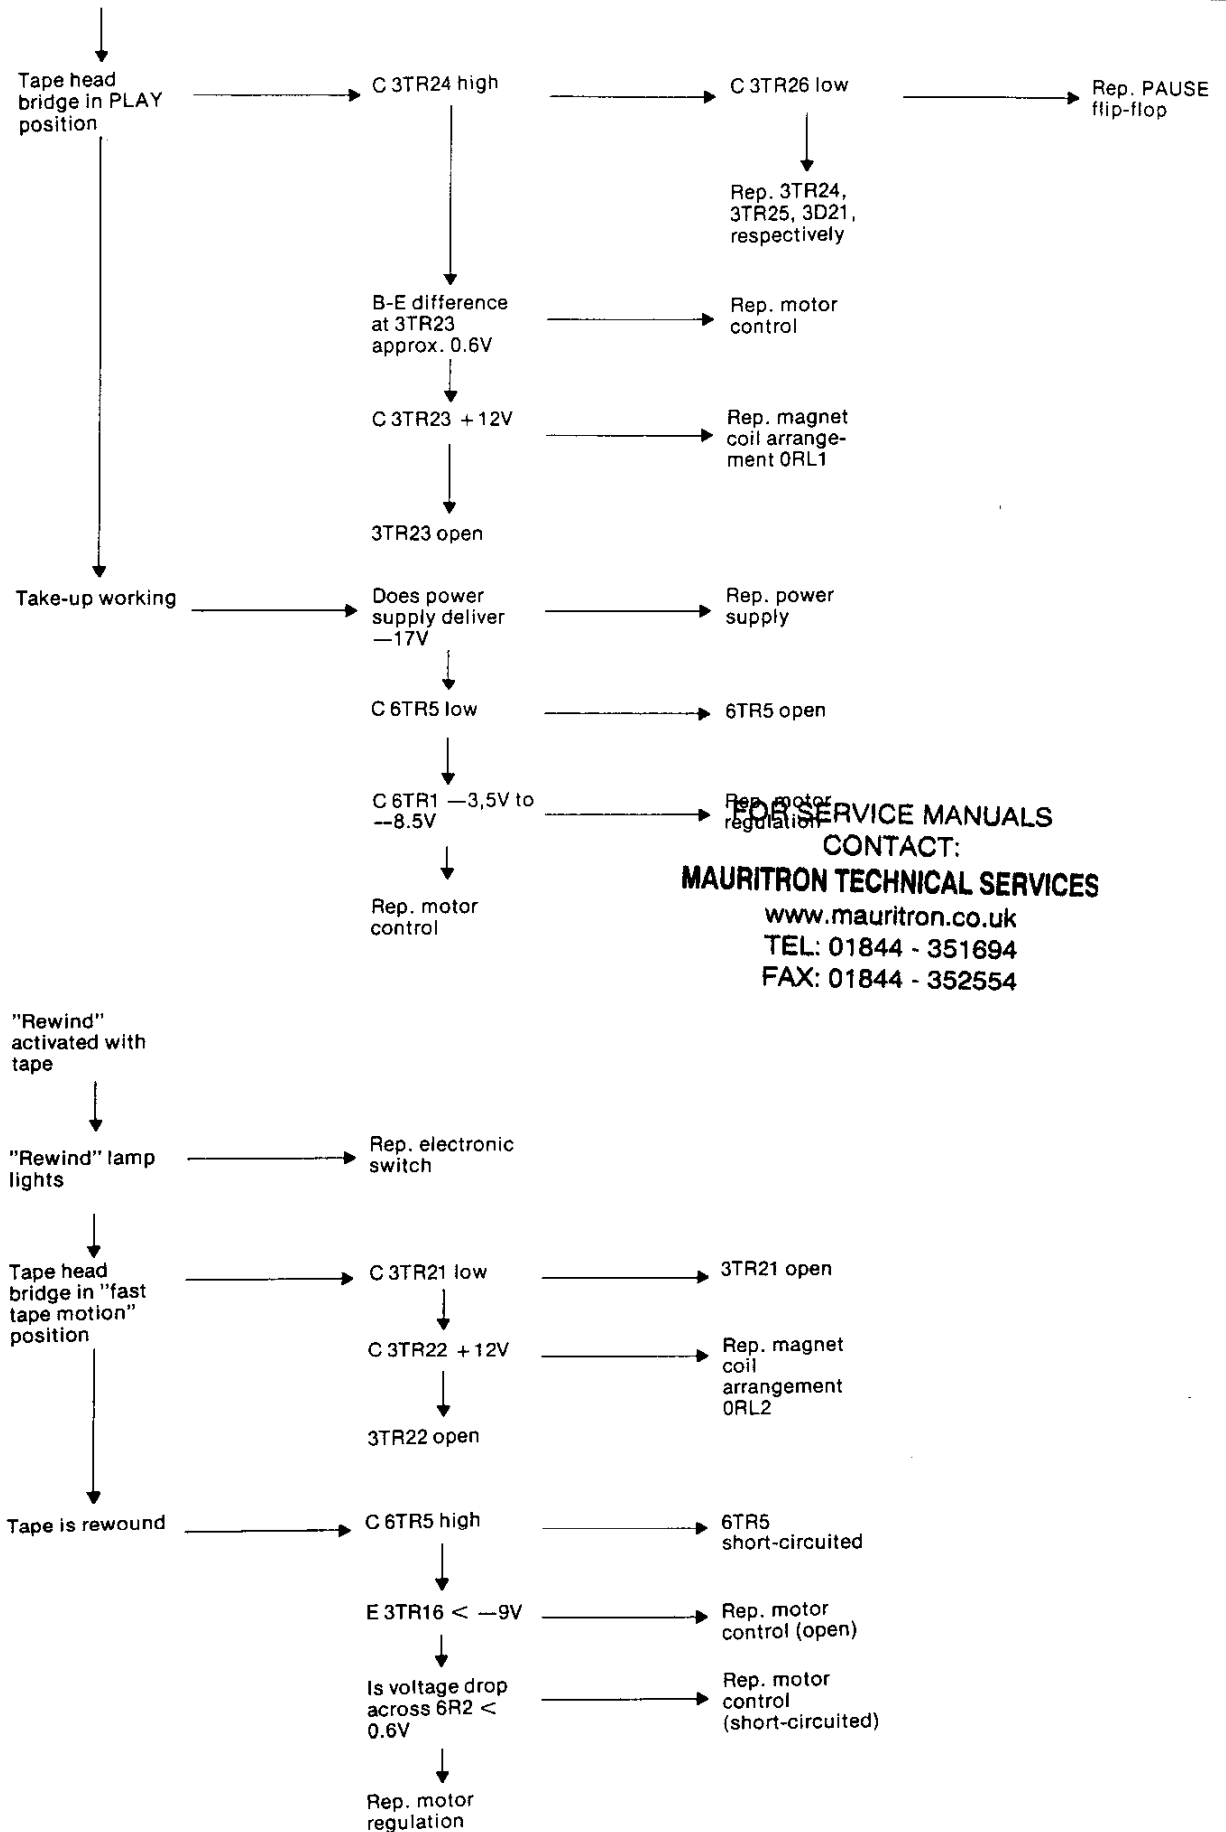 Tape head
bridge in PLAY
position
C 3TR24 high
C 3TR26 low
Rep. PAUSE
flip-flop
Rep. 3TR24,
3TR25, 3D21,
respectively
B-E difference
at 3TR23
approx. 0.6V
Rep. motor
control
C 3TR23 +12V
Rep. magnet
coil arrange-
ment 0RL1
3TR23 open
Take-up working
Does power
supply deliver
—17V
Rep. power
supply
C 6TR5 low
6TR5 open
C 6TR1 —3,5V to
--8.5V
Rep. motor
regulation
FOR SERVICE MANUALS
CONTACT:
MAURITRON TECHNICAL SERVICES
www.mauritron.co.uk
TEL: 01844 - 351694
FAX: 01844 - 352554
Rep. motor
control
"Rewind"
activated with
tape
"Rewind" lamp
lights
Rep. electronic
switch
Tape head
bridge in "fast
tape motion"
position
C 3TR21 low
3TR21 open
C 3TR22 +12V
Rep. magnet
coil
arrangement
0RL2
3TR22 open
Tape is rewound
C 6TR5 high
6TR5
short-circuited
E 3TR16 < —9V
Rep. motor
control (open)
Is voltage drop
across 6R2 <
0.6V
Rep. motor
control
(short-circuited)
Rep. motor
regulation